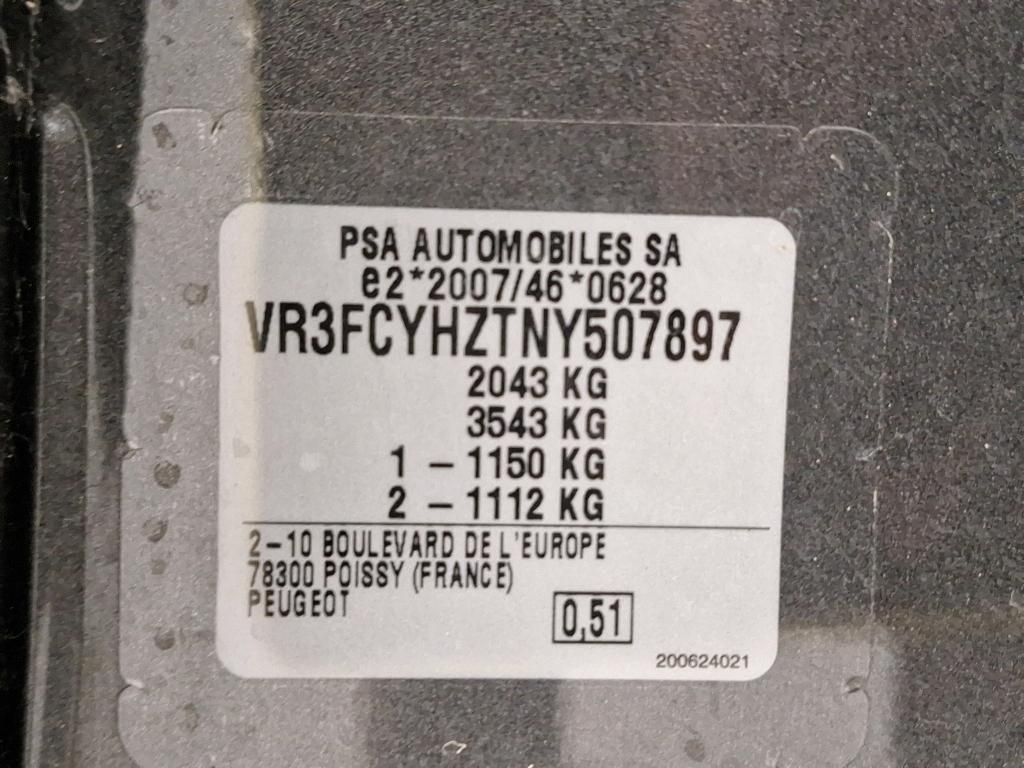 PSA AUTOMOBILES SA
e2*2007/46*0628
VR3FCYHZTNY507897
2043 KG
3543 KG
1 - 1150 KG
2 - 1112 KG
2-10 BOULEVARD DE L'EUROPE
78300 POISSY (FRANCE)
PEUGEOT
0,51
200624021